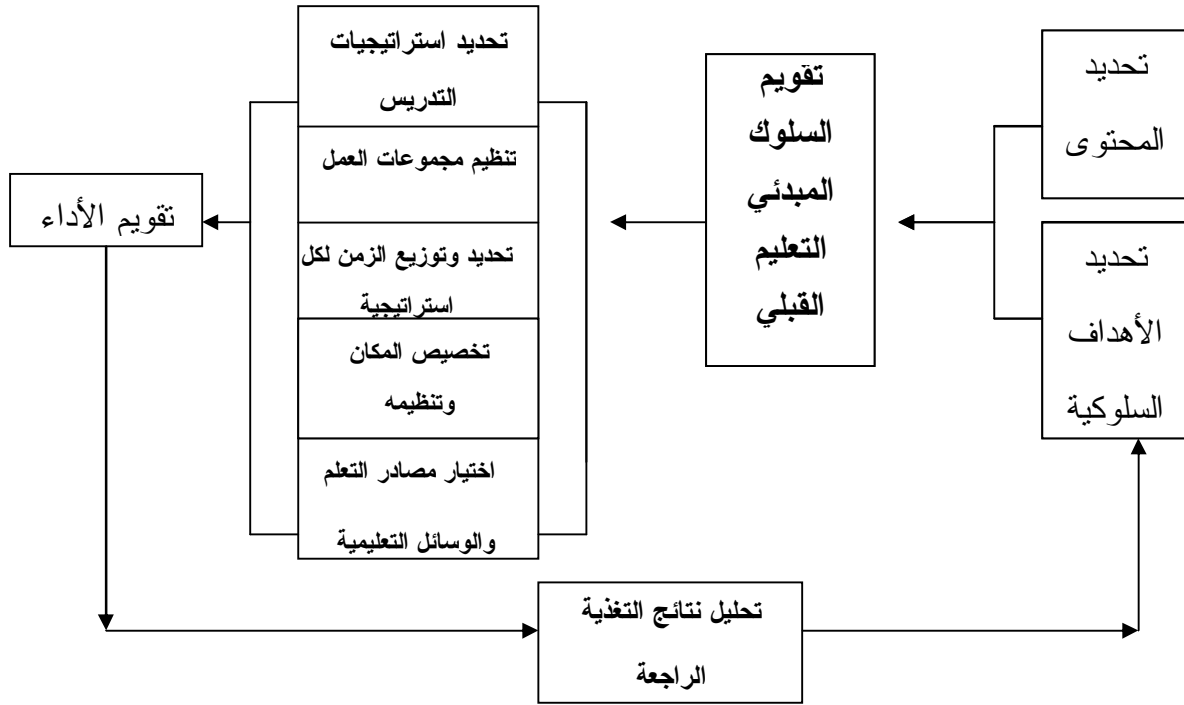 تحديد
المحتوى
تحديد
الأهداف
السلوكية
تقويم
السلوك
المبدئي
التعليم
القبلي
تحديد استراتيجيات
التدريس
تنظيم مجموعات العمل
تحديد وتوزيع الزمن لكل
استراتيجية
تخصيص المكان
وتنظيمه
اختيار مصادر التعلم
والوسائل التعليمية
تقويم الأداء
تحليل نتائج التغذية
الراجعة